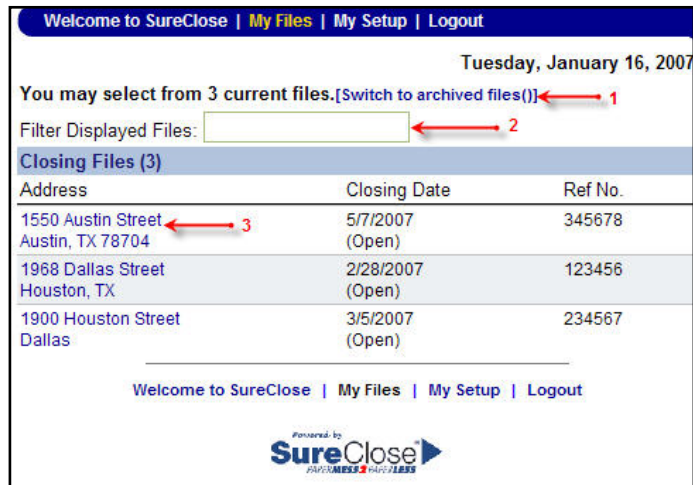 Welcome to SureClose | My Files | My Setup | Logout
Tuesday, January 16, 2007
You may select from 3 current files.[Switch to archived files()] 1
Filter Displayed Files: 2
Closing Files (3)
Address Closing Date Ref No.
1550 Austin Street 3 5/7/2007 345678
Austin, TX 78704 (Open)
1968 Dallas Street 2/28/2007 123456
Houston, TX (Open)
1900 Houston Street 3/5/2007 234567
Dallas (Open)
Welcome to SureClose | My Files | My Setup | Logout
Powered by
SureClose
PAPERMESS2PAPERLESS